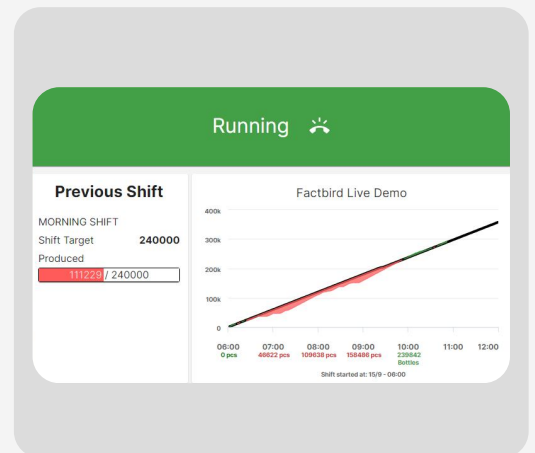 Running
Previous Shift
MORNING SHIFT
Shift Target 240000
Produced
111229 / 240000
Factbird Live Demo
400k
300k
200k
100k
0
06:00 07:00 08:00 09:00 10:00 11:00 12:00
0 pcs 46622 pcs 109638 pcs 158486 pcs 239842
Bottles
Shift started at: 15/9 - 06:00